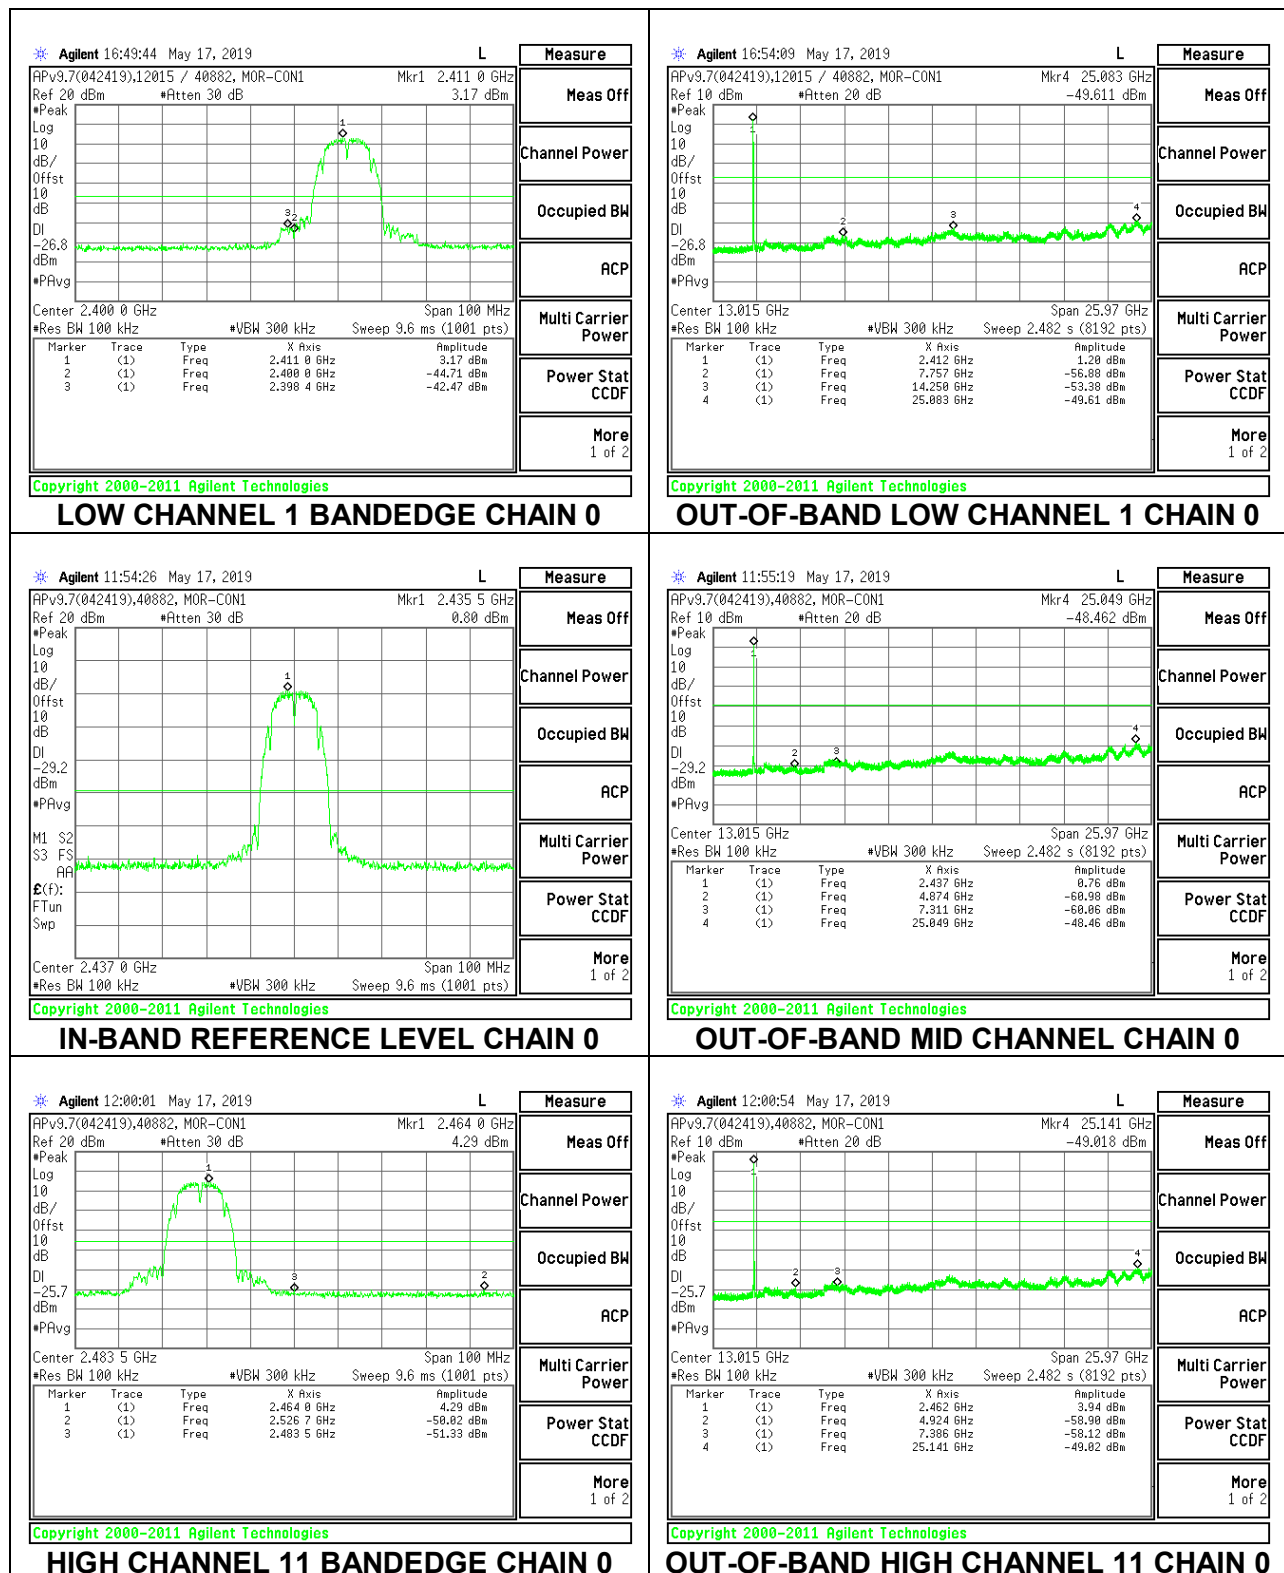 Agilent 16:49:44 May 17, 2019 L
APv9.7(042419),12015 / 40882, MOR-CON1 Mkr1 2.411 0 GHz
Ref 20 dBm #Atten 30 dB 3.17 dBm
#Peak
Log
10
dB/
Offst
10
dB
DI
-26.8
dBm
#PAvg
1
3
2
Center 2.400 0 GHz Span 100 MHz
#Res BW 100 kHz #VBW 300 kHz Sweep 9.6 ms (1001 pts)
Marker Trace Type X Axis Amplitude
1 (1) Freq 2.411 0 GHz 3.17 dBm
2 (1) Freq 2.400 0 GHz -44.71 dBm
3 (1) Freq 2.398 4 GHz -42.47 dBm
Measure
Meas Off
Channel Power
Occupied BW
ACP
Multi Carrier
Power
Power Stat
CCDF
More
1 of 2
Copyright 2000-2011 Agilent Technologies
LOW CHANNEL 1 BANDEDGE CHAIN 0
Agilent 16:54:09 May 17, 2019 L
APv9.7(042419),12015 / 40882, MOR-CON1 Mkr4 25.083 GHz
Ref 10 dBm #Atten 20 dB -49.611 dBm
#Peak
Log
10
dB/
Offst
10
dB
DI
-26.8
dBm
#PAvg
1
2
3
4
Center 13.015 GHz Span 25.97 GHz
#Res BW 100 kHz #VBW 300 kHz Sweep 2.482 s (8192 pts)
Marker Trace Type X Axis Amplitude
1 (1) Freq 2.412 GHz 1.20 dBm
2 (1) Freq 7.757 GHz -56.88 dBm
3 (1) Freq 14.250 GHz -53.38 dBm
4 (1) Freq 25.083 GHz -49.61 dBm
Measure
Meas Off
Channel Power
Occupied BW
ACP
Multi Carrier
Power
Power Stat
CCDF
More
1 of 2
Copyright 2000-2011 Agilent Technologies
OUT-OF-BAND LOW CHANNEL 1 CHAIN 0
Agilent 11:54:26 May 17, 2019 L
APv9.7(042419),40882, MOR-CON1 Mkr1 2.435 5 GHz
Ref 20 dBm #Atten 30 dB 0.80 dBm
#Peak
Log
10
dB/
Offst
10
dB
DI
-29.2
dBm
#PAvg
M1 S2
S3 FS
AA
£(f):
FTun
Swp
1
Center 2.437 0 GHz Span 100 MHz
#Res BW 100 kHz #VBW 300 kHz Sweep 9.6 ms (1001 pts)
Measure
Meas Off
Channel Power
Occupied BW
ACP
Multi Carrier
Power
Power Stat
CCDF
More
1 of 2
Copyright 2000-2011 Agilent Technologies
IN-BAND REFERENCE LEVEL CHAIN 0
Agilent 11:55:19 May 17, 2019 L
APv9.7(042419),40882, MOR-CON1 Mkr4 25.049 GHz
Ref 10 dBm #Atten 20 dB -48.462 dBm
#Peak
Log
10
dB/
Offst
10
dB
DI
-29.2
dBm
#PAvg
1
2
3
4
Center 13.015 GHz Span 25.97 GHz
#Res BW 100 kHz #VBW 300 kHz Sweep 2.482 s (8192 pts)
Marker Trace Type X Axis Amplitude
1 (1) Freq 2.437 GHz 0.76 dBm
2 (1) Freq 4.874 GHz -60.98 dBm
3 (1) Freq 7.311 GHz -60.06 dBm
4 (1) Freq 25.049 GHz -48.46 dBm
Measure
Meas Off
Channel Power
Occupied BW
ACP
Multi Carrier
Power
Power Stat
CCDF
More
1 of 2
Copyright 2000-2011 Agilent Technologies
OUT-OF-BAND MID CHANNEL CHAIN 0
Agilent 12:00:01 May 17, 2019 L
APv9.7(042419),40882, MOR-CON1 Mkr1 2.464 0 GHz
Ref 20 dBm #Atten 30 dB 4.29 dBm
#Peak
Log
10
dB/
Offst
10
dB
DI
-25.7
dBm
#PAvg
1
3
2
Center 2.483 5 GHz Span 100 MHz
#Res BW 100 kHz #VBW 300 kHz Sweep 9.6 ms (1001 pts)
Marker Trace Type X Axis Amplitude
1 (1) Freq 2.464 0 GHz 4.29 dBm
2 (1) Freq 2.526 7 GHz -50.02 dBm
3 (1) Freq 2.483 5 GHz -51.33 dBm
Measure
Meas Off
Channel Power
Occupied BW
ACP
Multi Carrier
Power
Power Stat
CCDF
More
1 of 2
Copyright 2000-2011 Agilent Technologies
HIGH CHANNEL 11 BANDEDGE CHAIN 0
Agilent 12:00:54 May 17, 2019 L
APv9.7(042419),40882, MOR-CON1 Mkr4 25.141 GHz
Ref 10 dBm #Atten 20 dB -49.018 dBm
#Peak
Log
10
dB/
Offst
10
dB
DI
-25.7
dBm
#PAvg
1
2
3
4
Center 13.015 GHz Span 25.97 GHz
#Res BW 100 kHz #VBW 300 kHz Sweep 2.482 s (8192 pts)
Marker Trace Type X Axis Amplitude
1 (1) Freq 2.462 GHz 3.94 dBm
2 (1) Freq 4.924 GHz -58.90 dBm
3 (1) Freq 7.386 GHz -58.12 dBm
4 (1) Freq 25.141 GHz -49.02 dBm
Measure
Meas Off
Channel Power
Occupied BW
ACP
Multi Carrier
Power
Power Stat
CCDF
More
1 of 2
Copyright 2000-2011 Agilent Technologies
OUT-OF-BAND HIGH CHANNEL 11 CHAIN 0